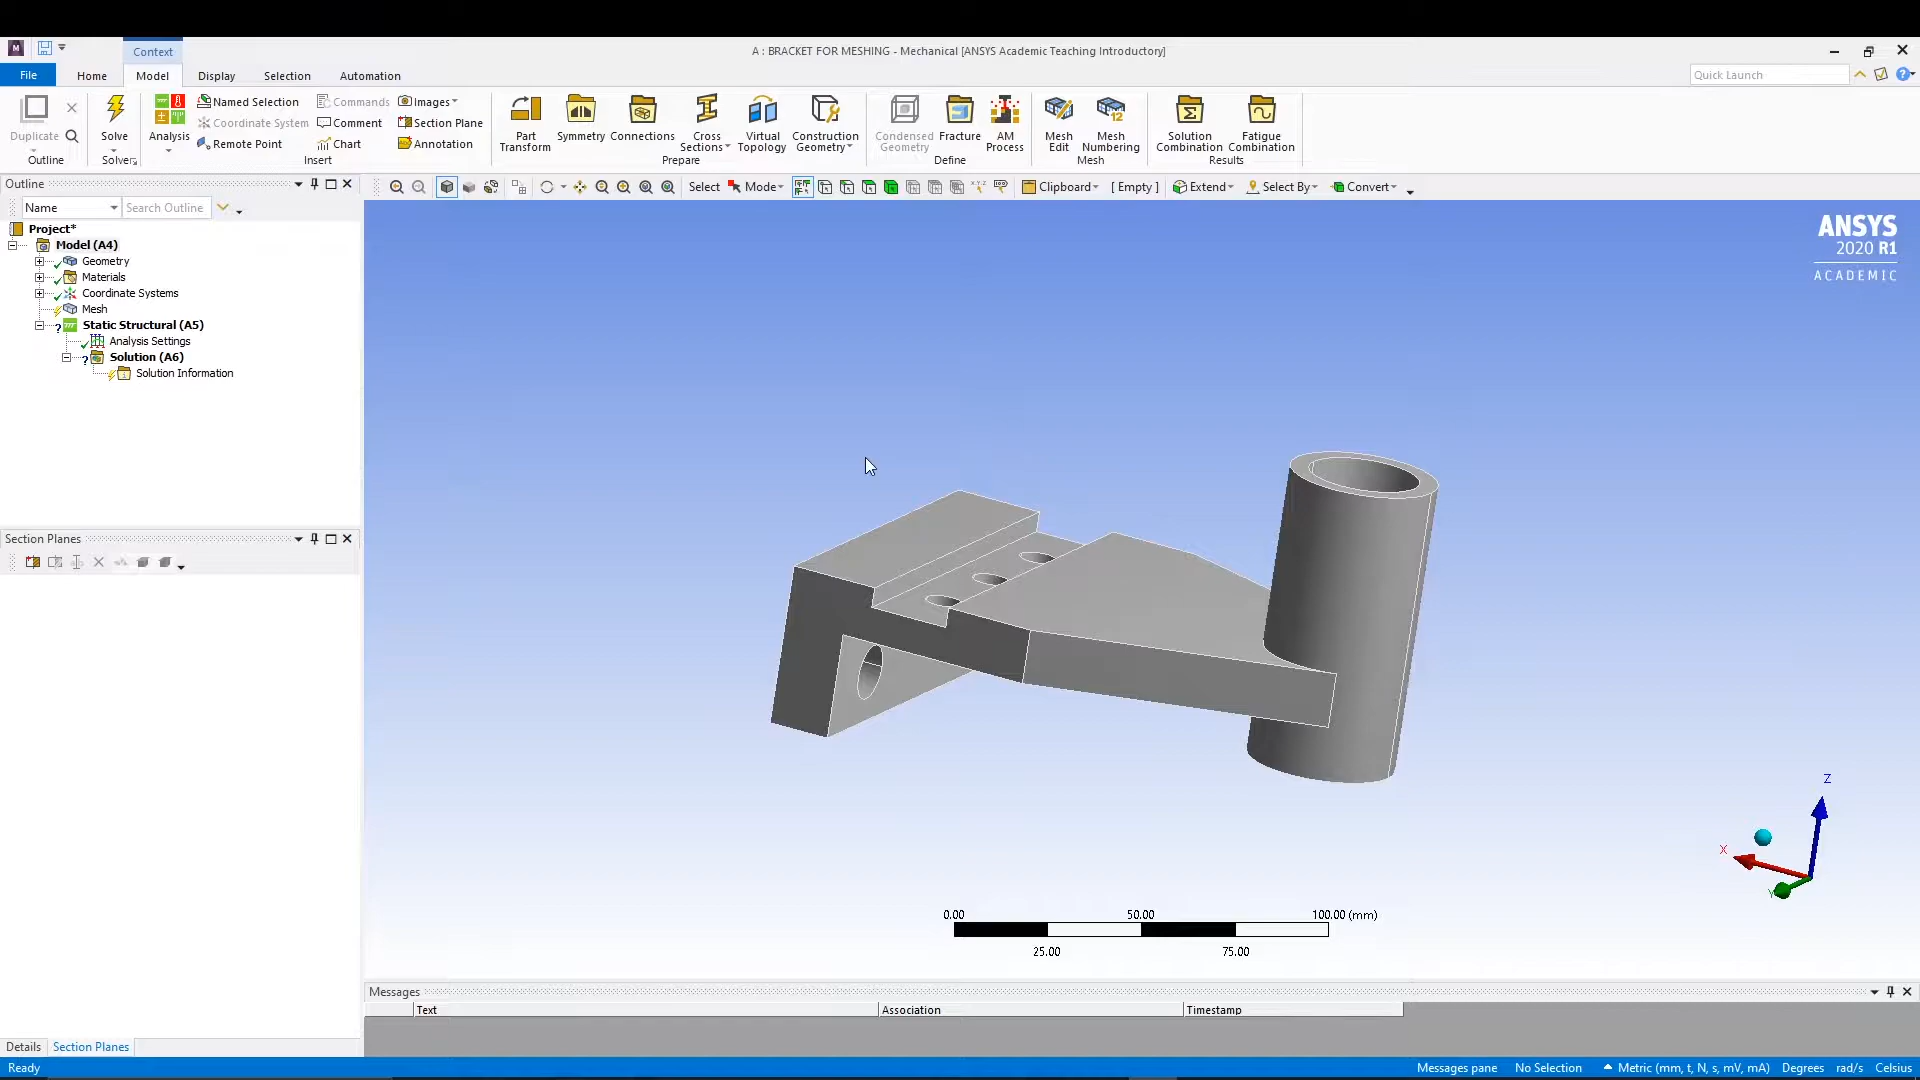 Context
A : BRACKET FOR MESHING - Mechanical [ANSYS Academic Teaching Introductory]
File Home Model Display Selection Automation
Quick Launch
Duplicate
Outline
Solve
Solver
Analysis
Named Selection Commands Images
Coordinate System Comment Section Plane
Remote Point Chart Annotation
Insert
Part Transform
Symmetry
Connections
Cross Sections
Virtual Topology
Construction Geometry
Prepare
Condensed Geometry
Fracture
AM Process
Define
Mesh Edit
Mesh Numbering
Mesh
Solution Combination
Fatigue Combination
Results
Outline
Select Mode Clipboard [ Empty ] Extend Select By Convert
Name Search Outline
Project*
Model (A4)
Geometry
Materials
Coordinate Systems
Mesh
Static Structural (A5)
Analysis Settings
Solution (A6)
Solution Information
Section Planes
ANSYS
2020 R1
ACADEMIC
Z
X
Y
0.00 50.00 100.00 (mm)
25.00 75.00
Messages
Text Association Timestamp
Details Section Planes
Ready Messages pane No Selection Metric (mm, t, N, s, mV, mA) Degrees rad/s Celsius